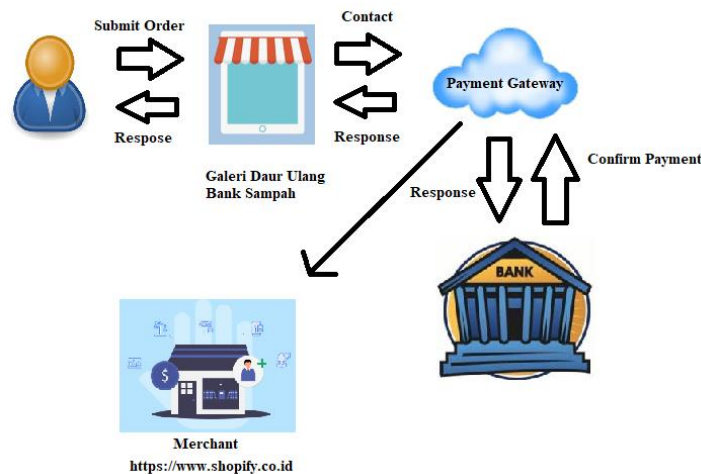 Submit Order
Contact
Payment Gateway
Respose
Response
Confirm Payment
Galeri Daur Ulang
Bank Sampah
Response
BANK
$
Merchant
https://www.shopify.co.id